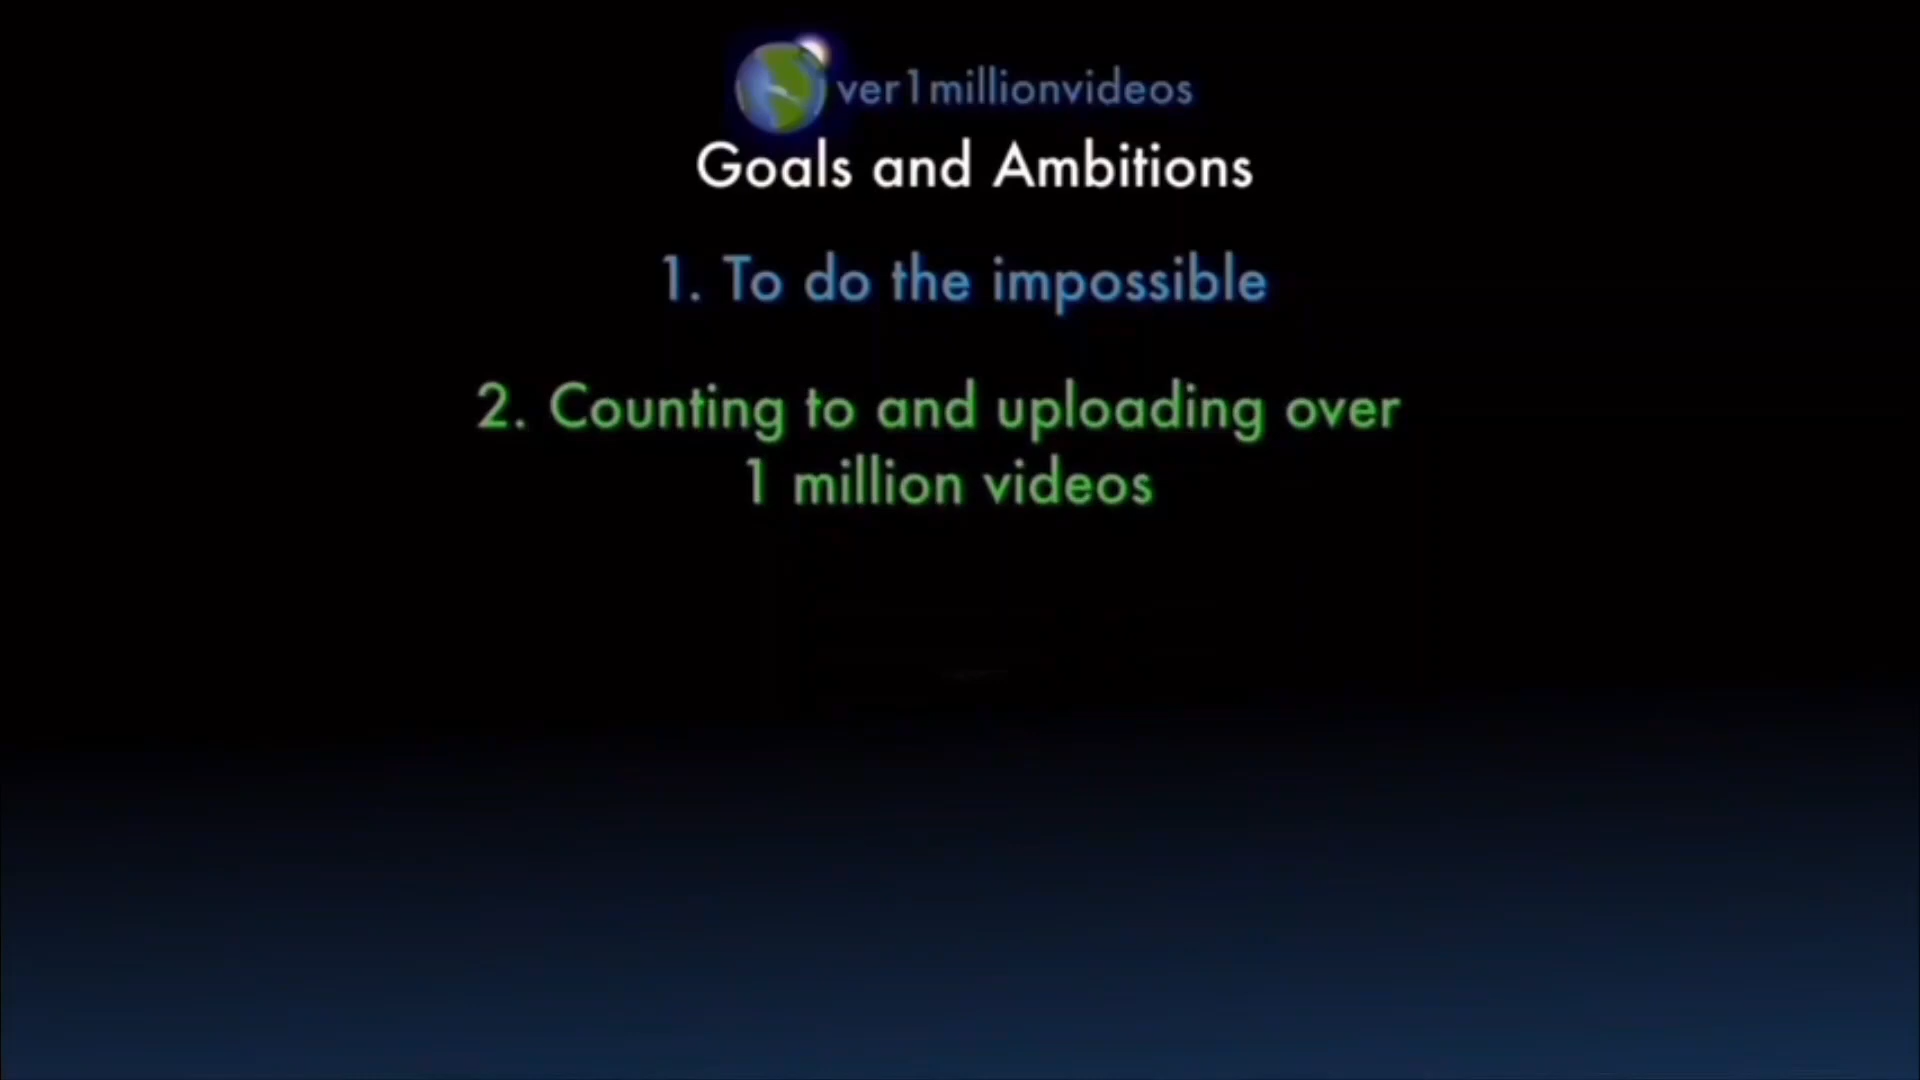 ver1millionvideos
Goals and Ambitions
1. To do the impossible
2. Counting to and uploading over
1 million videos